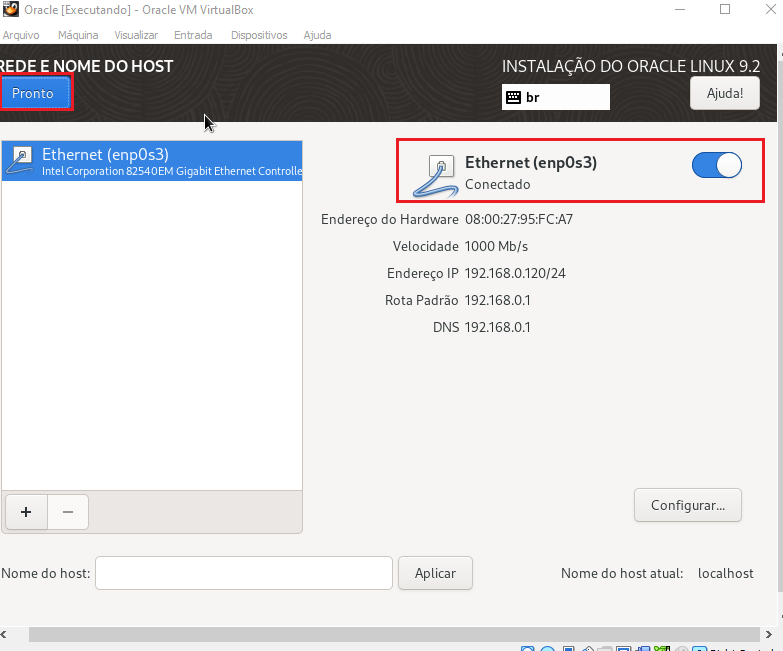 Oracle [Executando] - Oracle VM VirtualBox
Arquivo Máquina Visualizar Entrada Dispositivos Ajuda
REDE E NOME DO HOST
INSTALAÇÃO DO ORACLE LINUX 9.2
Pronto
br
Ajuda!
Ethernet (enp0s3)
Intel Corporation 82540EM Gigabit Ethernet Controlle
Ethernet (enp0s3)
Conectado
Endereço do Hardware 08:00:27:95:FC:A7
Velocidade 1000 Mb/s
Endereço IP 192.168.0.120/24
Rota Padrão 192.168.0.1
DNS 192.168.0.1
+ −
Configurar...
Nome do host: Aplicar Nome do host atual: localhost